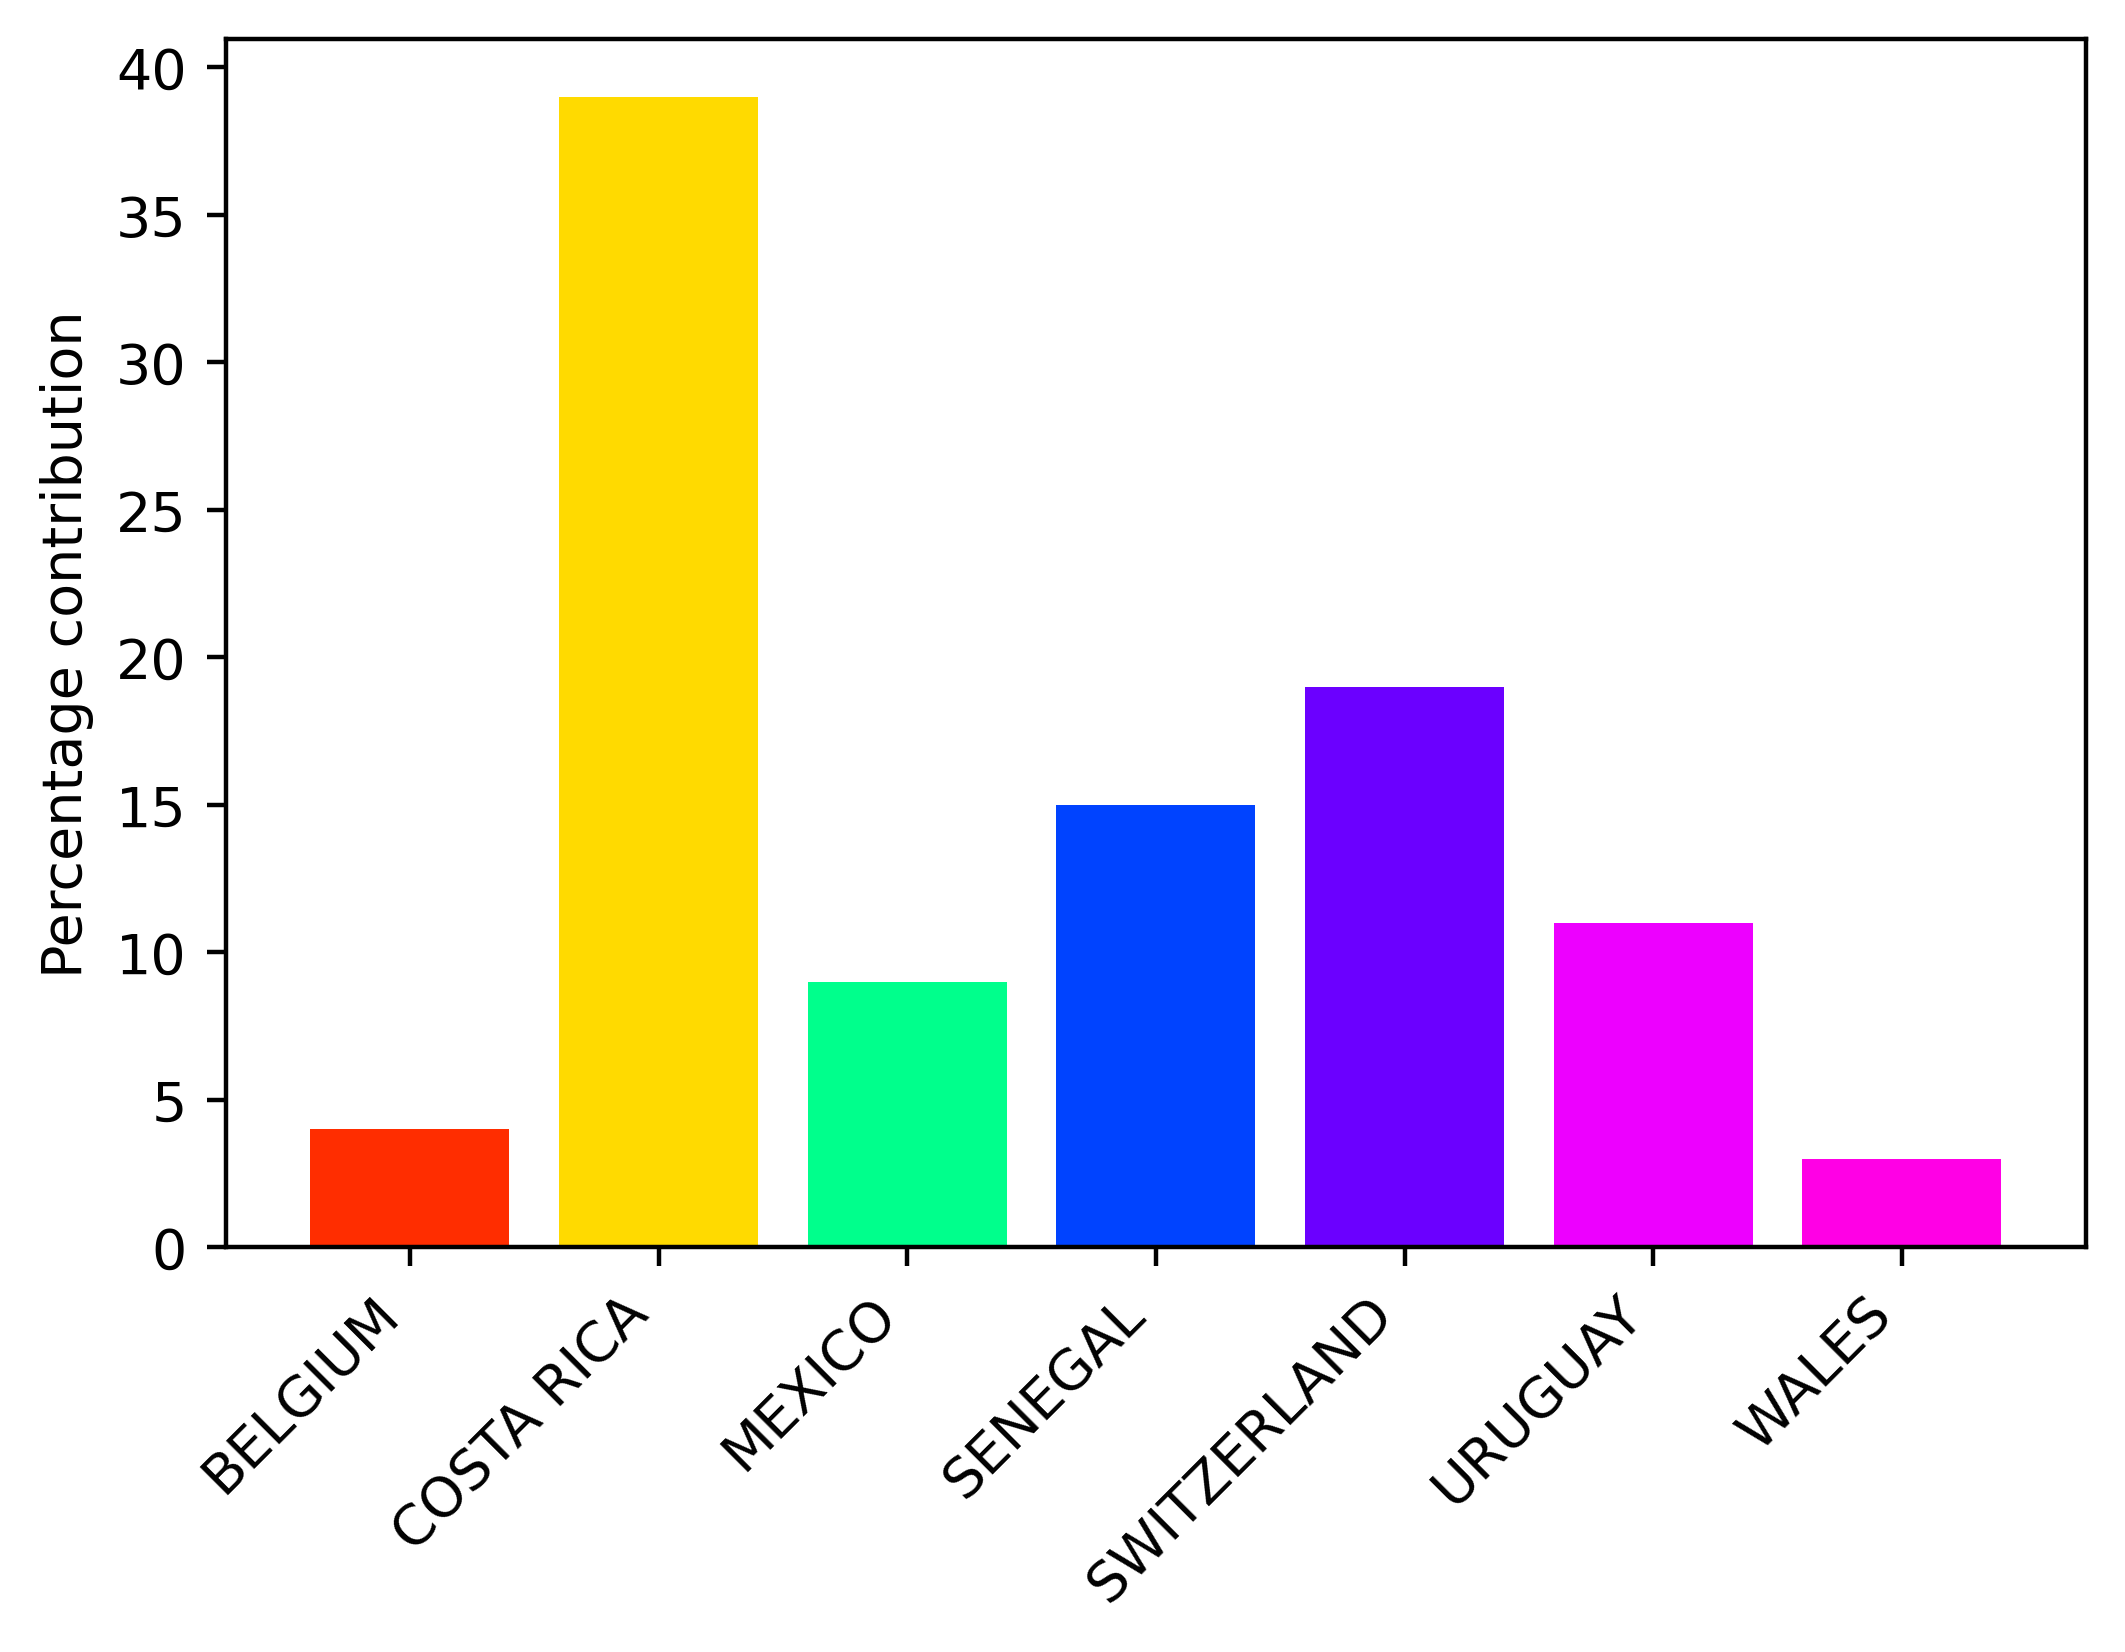 Percentage contribution
40
35
30
25
20
15
10
5
0
BELGIUM
COSTA RICA
MEXICO
SENEGAL
SWITZERLAND
URUGUAY
WALES